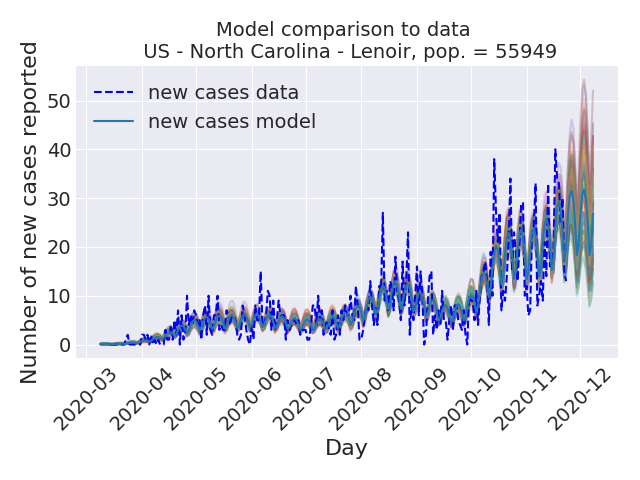 Model comparison to data
US - North Carolina - Lenoir, pop. = 55949
Number of new cases reported
50
40
30
20
10
0
new cases data
new cases model
2020-03
2020-04
2020-05
2020-06
2020-07
2020-08
2020-09
2020-10
2020-11
2020-12
Day